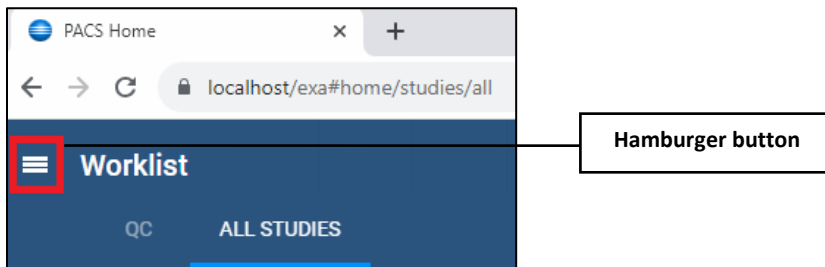 PACS Home
localhost/exa#home/studies/all
Hamburger button
Worklist
QC ALL STUDIES